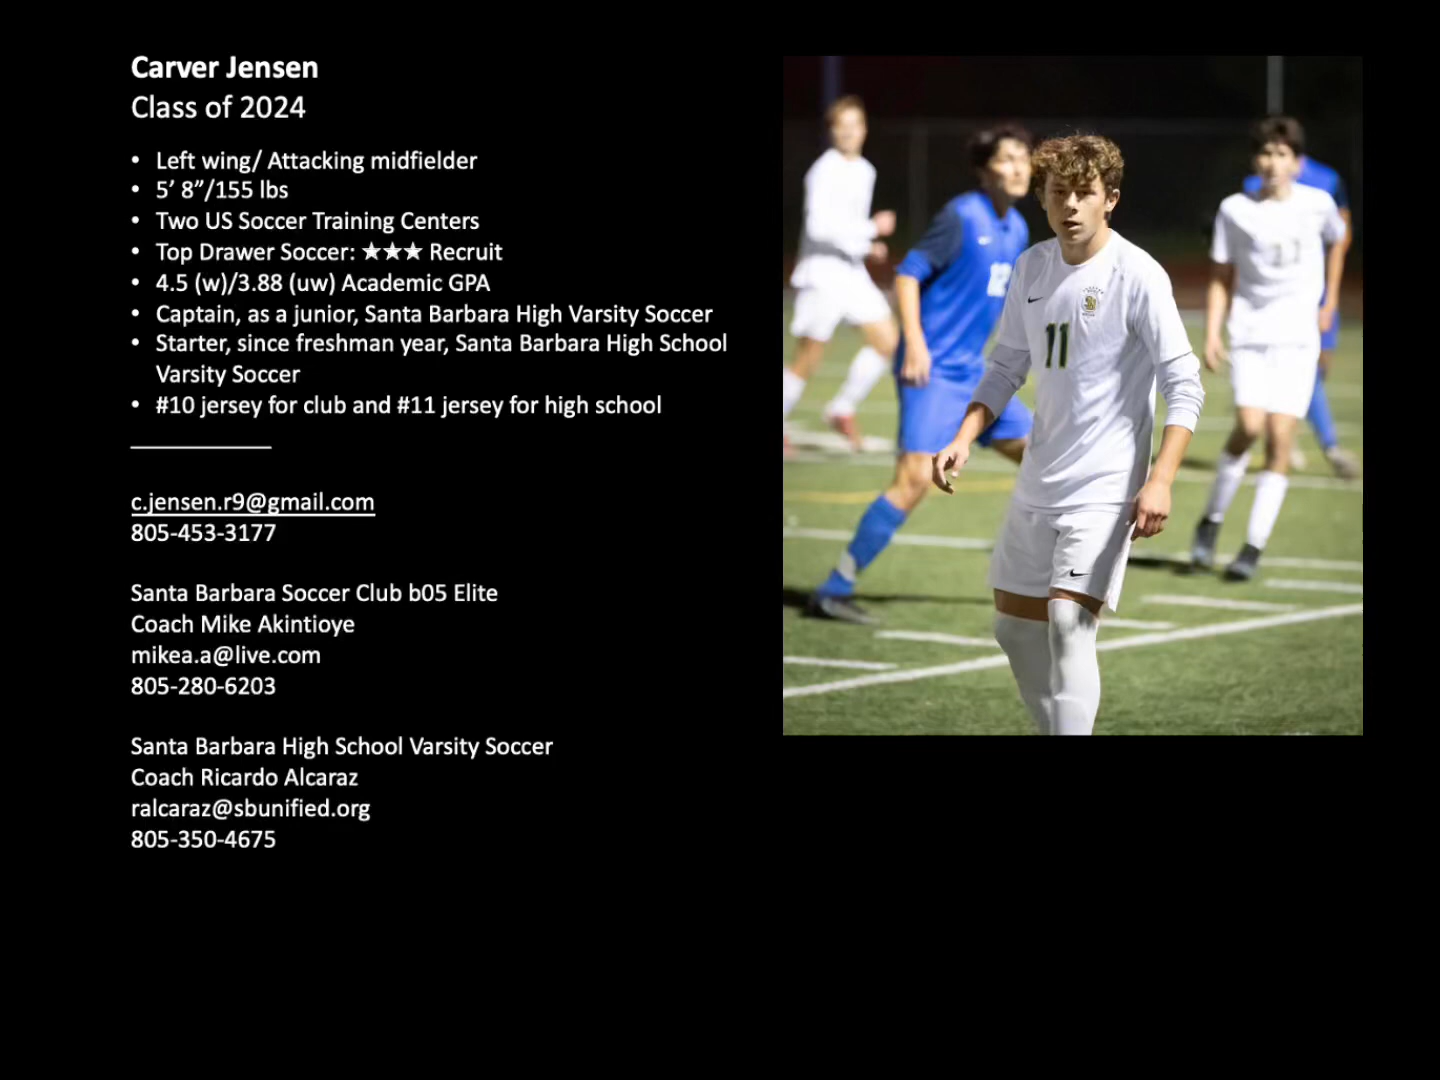 Carver Jensen
Class of 2024
• Left wing/ Attacking midfielder
• 5’ 8”/155 lbs
• Two US Soccer Training Centers
• Top Drawer Soccer: ★★★ Recruit
• 4.5 (w)/3.88 (uw) Academic GPA
• Captain, as a junior, Santa Barbara High Varsity Soccer
• Starter, since freshman year, Santa Barbara High School
Varsity Soccer
• #10 jersey for club and #11 jersey for high school
c.jensen.r9@gmail.com
805-453-3177
Santa Barbara Soccer Club b05 Elite
Coach Mike Akintioye
mikea.a@live.com
805-280-6203
Santa Barbara High School Varsity Soccer
Coach Ricardo Alcaraz
ralcaraz@sbunified.org
805-350-4675
12
11